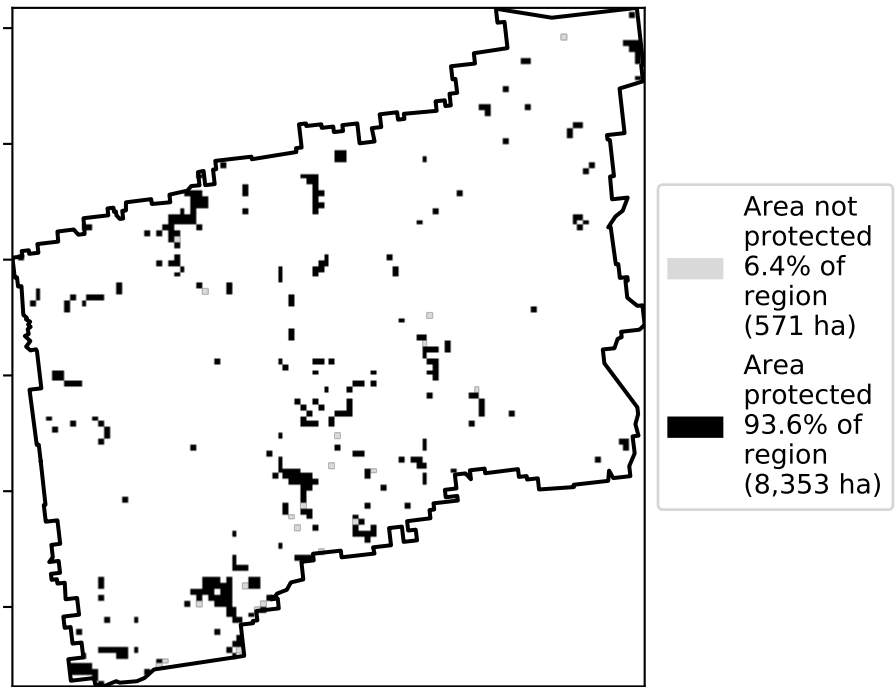 Area not
protected
6.4% of
region
(571 ha)
Area
protected
93.6% of
region
(8,353 ha)